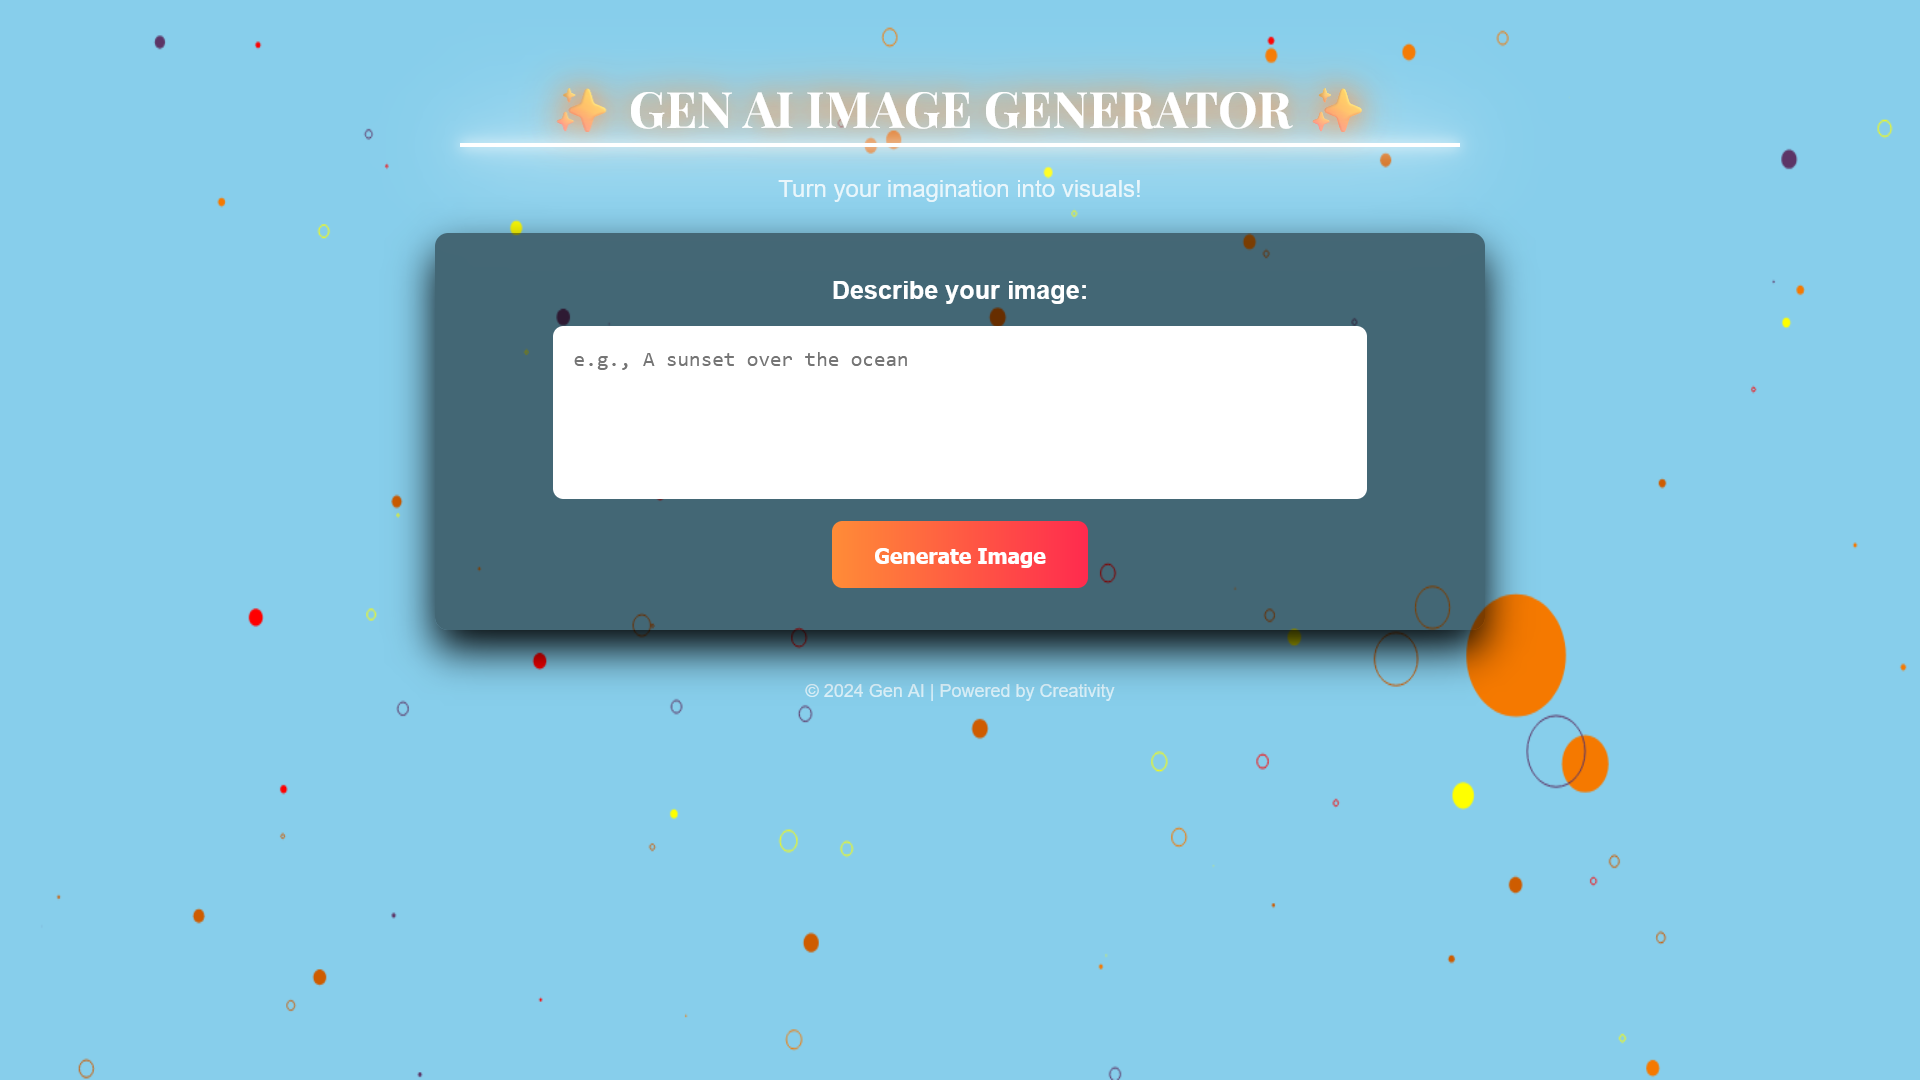 ✨ GEN AI IMAGE GENERATOR ✨
Turn your imagination into visuals!
Describe your image:
e.g., A sunset over the ocean
Generate Image
© 2024 Gen AI | Powered by Creativity